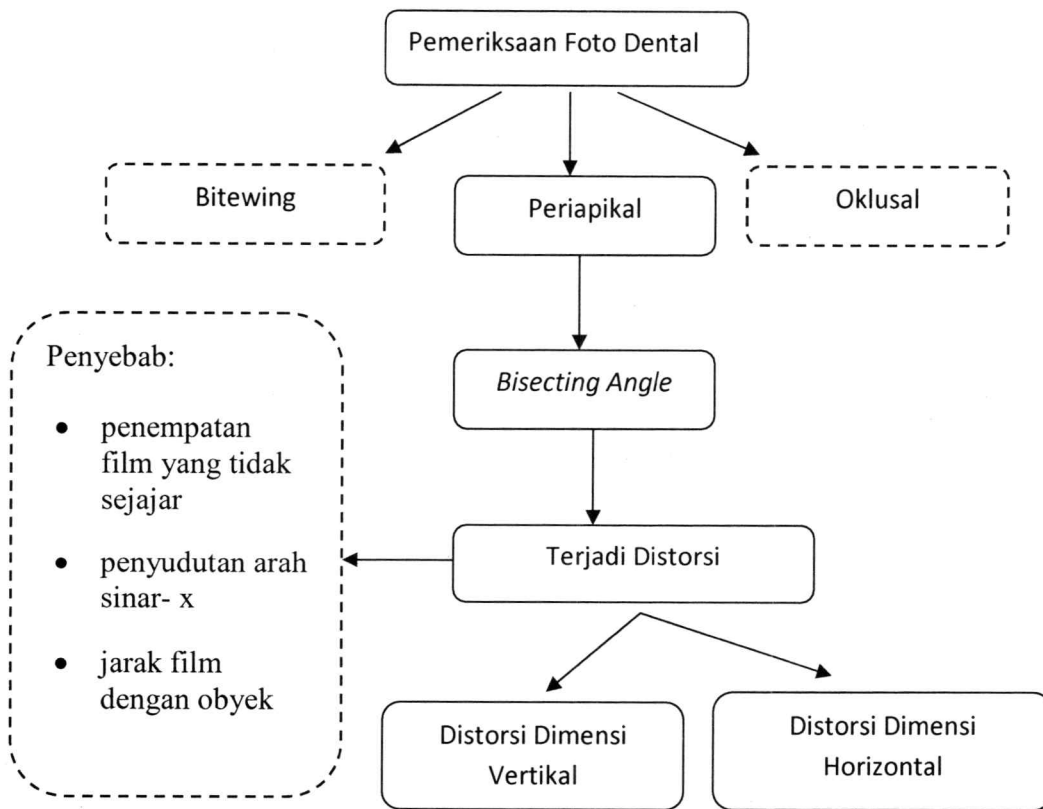 Pemeriksaan Foto Dental
Bitewing
Periapikal
Oklusal
Penyebab:
• penempatan
film yang tidak
sejajar
• penyudutan arah
sinar- x
• jarak film
dengan obyek
Bisecting Angle
Terjadi Distorsi
Distorsi Dimensi
Vertikal
Distorsi Dimensi
Horizontal